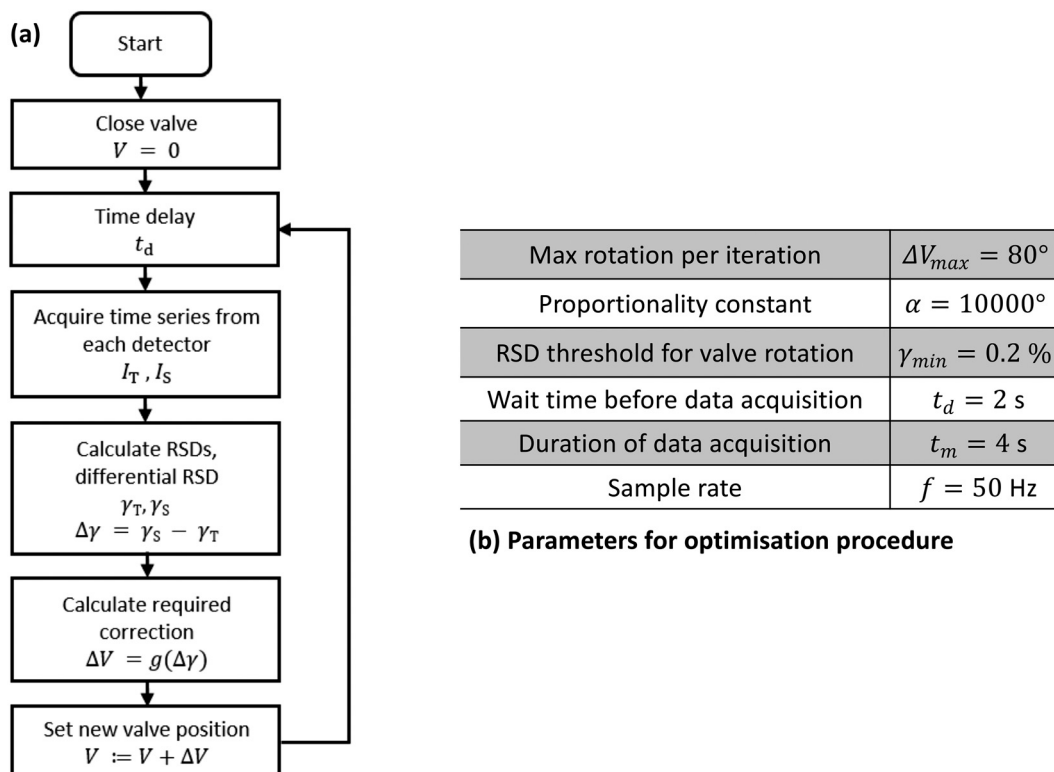 (a)
Start
Close valve
V = 0
Time delay
t_d
Acquire time series from
each detector
I_T , I_S
Calculate RSDs,
differential RSD
γ_T, γ_S
Δγ = γ_S − γ_T
Calculate required
correction
ΔV = g(Δγ)
Set new valve position
V := V + ΔV
Max rotation per iteration ΔV_max = 80°
Proportionality constant α = 10000°
RSD threshold for valve rotation γ_min = 0.2 %
Wait time before data acquisition t_d = 2 s
Duration of data acquisition t_m = 4 s
Sample rate f = 50 Hz
(b) Parameters for optimisation procedure